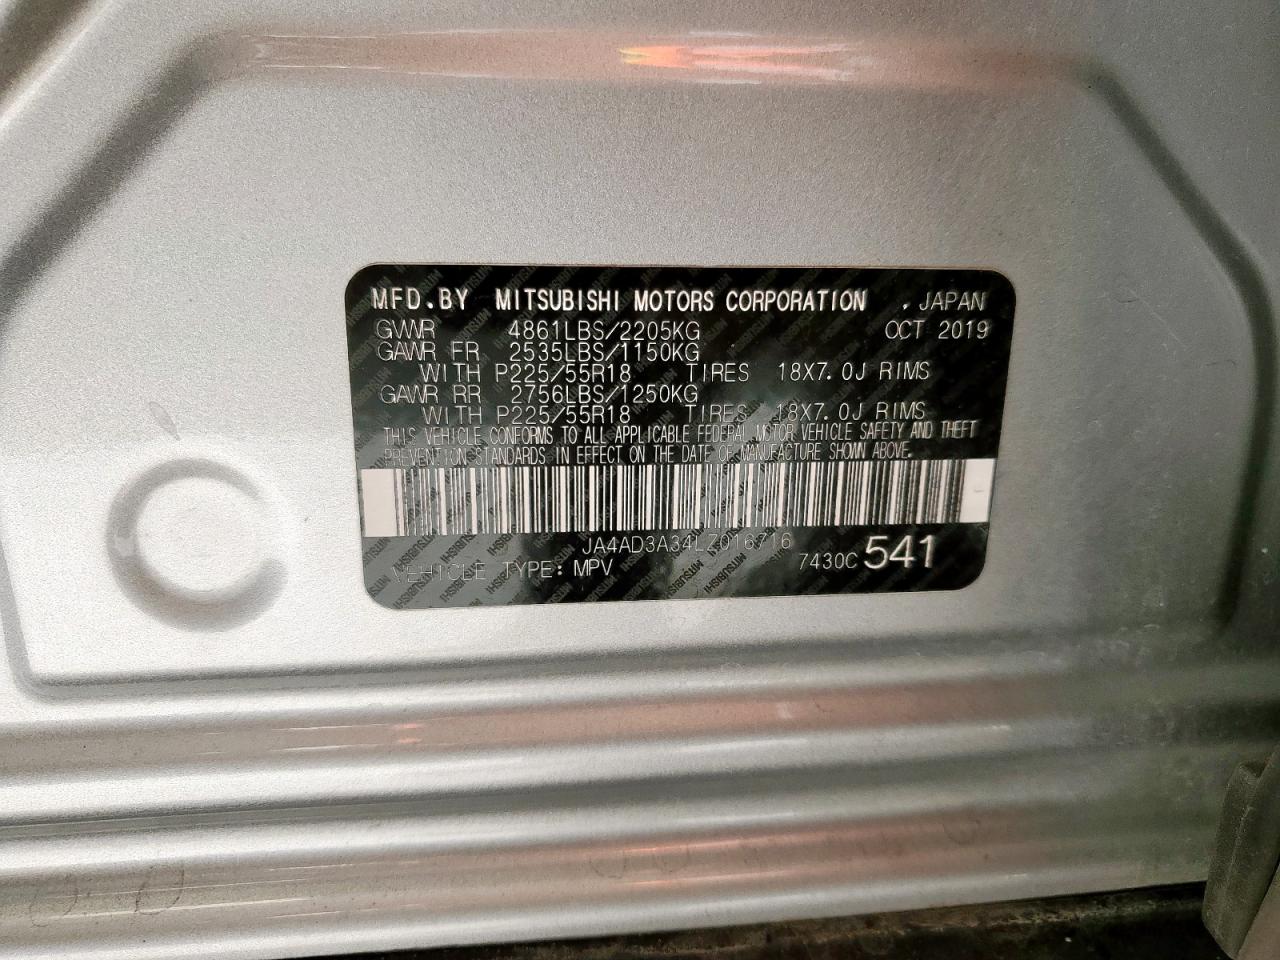 MFD.BY MITSUBISHI MOTORS CORPORATION . JAPAN
GVWR 4861LBS/2205KG OCT 2019
GAWR FR 2535LBS/1150KG
WITH P225/55R18 TIRES 18X7.0J RIMS
GAWR RR 2756LBS/1250KG
WITH P225/55R18 TIRES 18X7.0J RIMS
THIS VEHICLE CONFORMS TO ALL APPLICABLE FEDERAL MOTOR VEHICLE SAFETY AND THEFT
PREVENTION STANDARDS IN EFFECT ON THE DATE OF MANUFACTURE SHOWN ABOVE.
JA4AD3A34LZ016716
VEHICLE TYPE: MPV 7430C 541